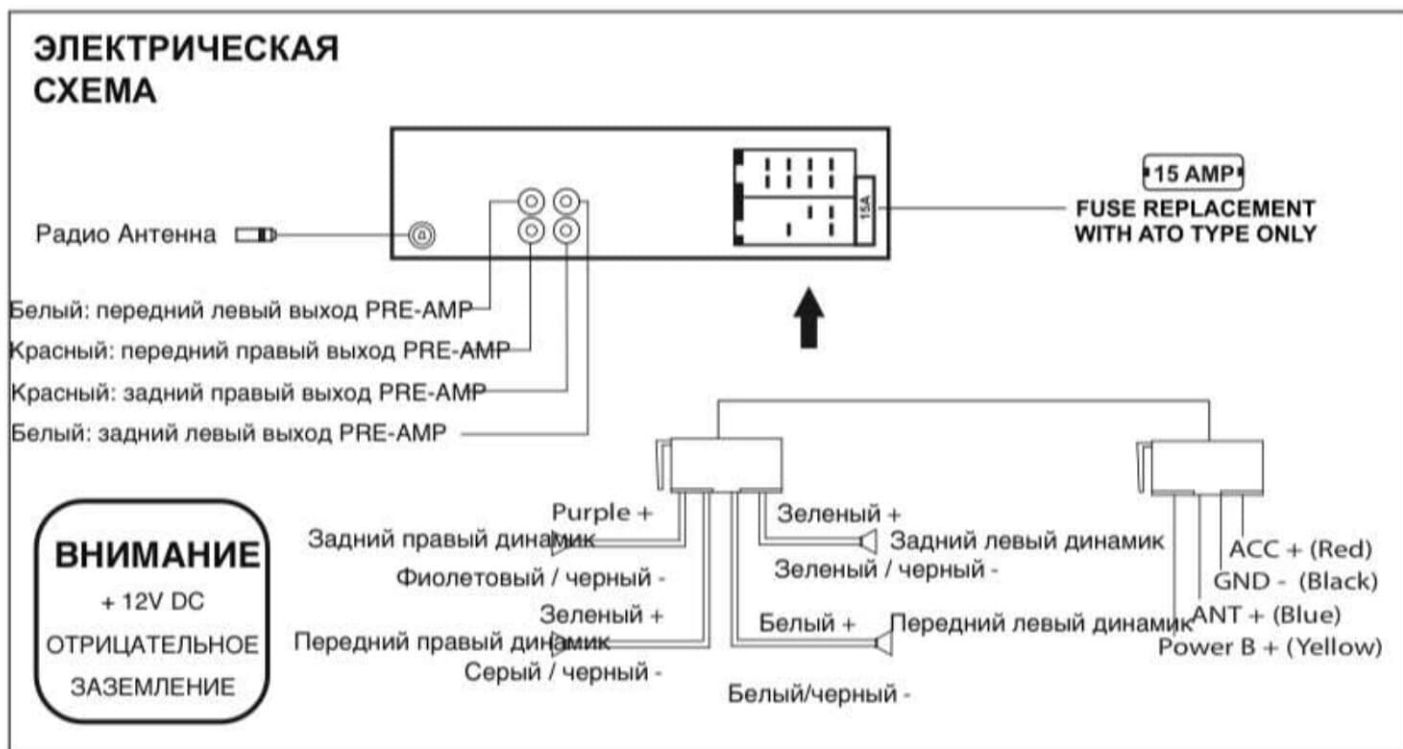 ЭЛЕКТРИЧЕСКАЯ
СХЕМА
15A
15 AMP
FUSE REPLACEMENT
WITH ATO TYPE ONLY
Радио Антенна
Белый: передний левый выход PRE-AMP
Красный: передний правый выход PRE-AMP
Красный: задний правый выход PRE-AMP
Белый: задний левый выход PRE-AMP
ВНИМАНИЕ
+ 12V DC
ОТРИЦАТЕЛЬНОЕ
ЗАЗЕМЛЕНИЕ
Purple +
Задний правый динамик
Фиолетовый / черный -
Зеленый +
Передний правый динамик
Серый / черный -
Зеленый +
Задний левый динамик
Зеленый / черный -
Белый +
Передний левый динамик
Белый/черный -
ACC + (Red)
GND - (Black)
ANT + (Blue)
Power B + (Yellow)